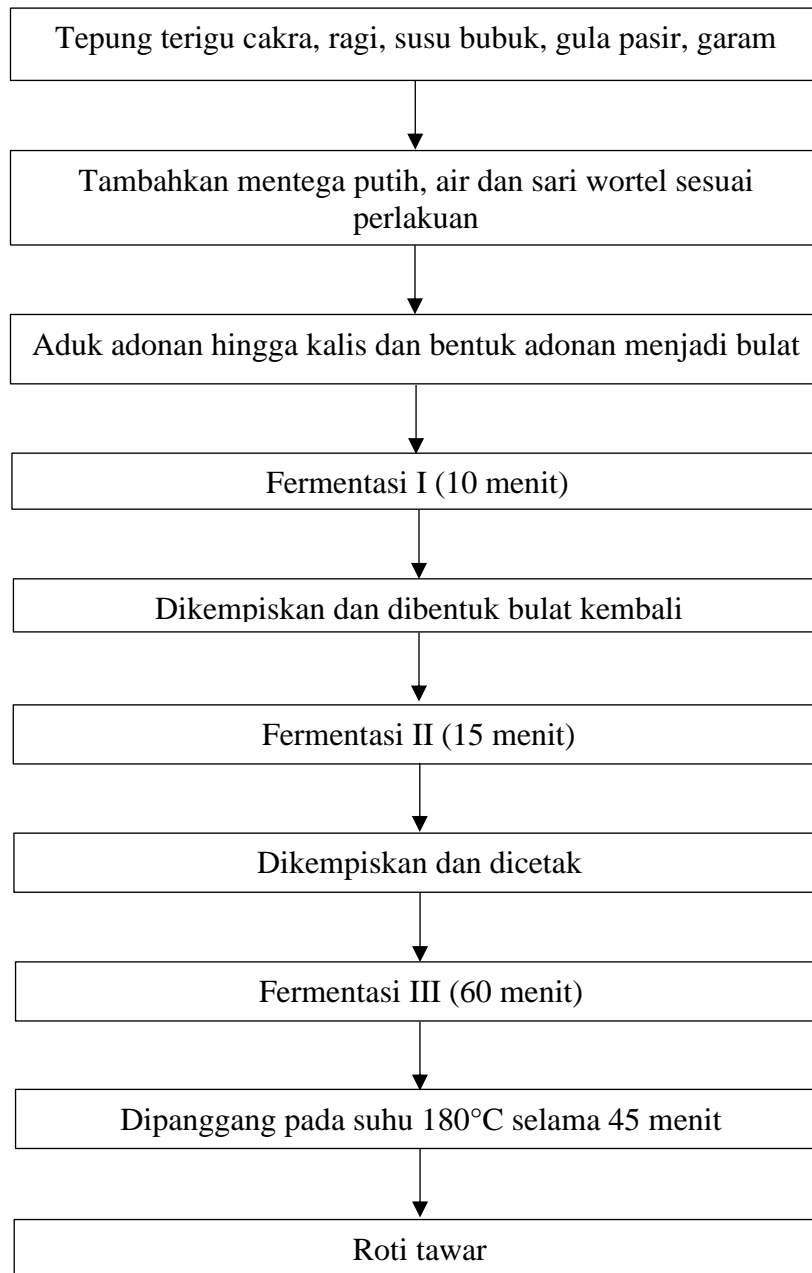 Tepung terigu cakra, ragi, susu bubuk, gula pasir, garam
Tambahkan mentega putih, air dan sari wortel sesuai
perlakuan
Aduk adonan hingga kalis dan bentuk adonan menjadi bulat
Fermentasi I (10 menit)
Dikempiskan dan dibentuk bulat kembali
Fermentasi II (15 menit)
Dikempiskan dan dicetak
Fermentasi III (60 menit)
Dipanggang pada suhu 180°C selama 45 menit
Roti tawar